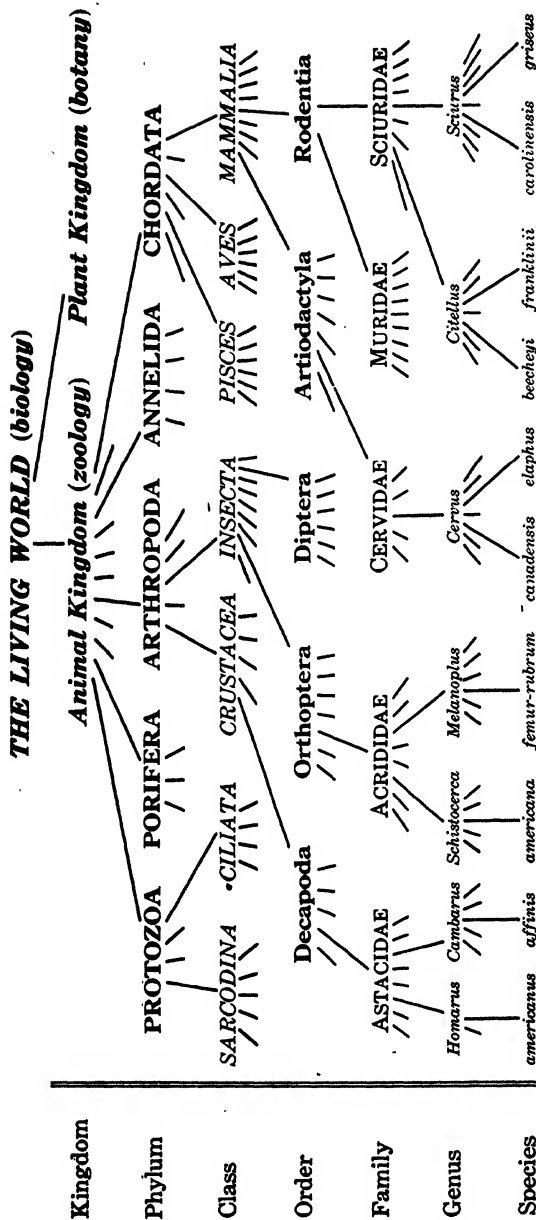 THE LIVING WORLD (biology)
Kingdom Animal Kingdom (zoology) Plant Kingdom (botany)
Phylum PROTOZOA PORIFERA ARTHROPODA ANNELIDA CHORDATA
Class SARCODINA CILIATA CRUSTACEA INSECTA PISCES AVES MAMMALIA
Order Decapoda Orthoptera Diptera Artiodactyla Rodentia
Family ASTACIDAE ACRIDIDAE CERVIDAE MURIDAE SCIURIDAE
Genus Homarus Cambarus Schistocerca Melanoplus Cervus Citellus Sciurus
Species americanus affinis americana femur-rubrum canadensis elaphus beecheyi franklinii carolinensis griseus